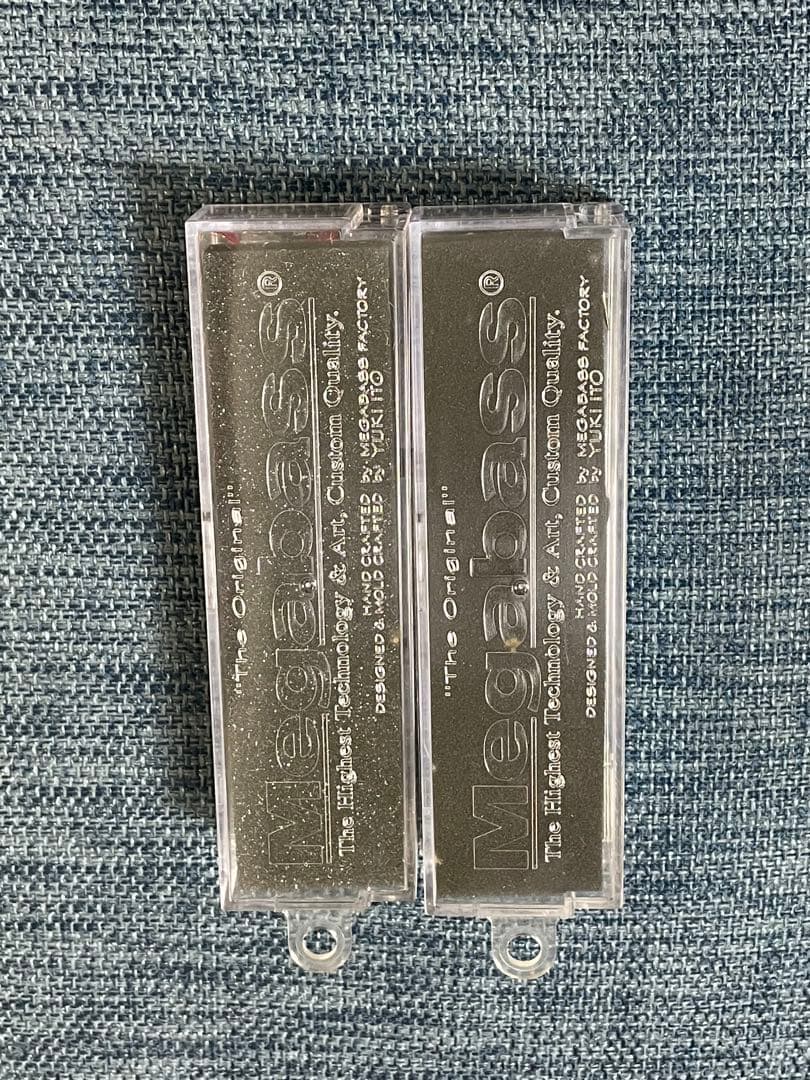 "The Original"
Megabass®
The Highest Technology & Art, Custom Quality.
HAND CRAFTED by MEGABASS FACTORY
DESIGNED & MOLD CRAFTED by YUKI ITO
"The Original"
Megabass®
The Highest Technology & Art, Custom Quality.
HAND CRAFTED by MEGABASS FACTORY
DESIGNED & MOLD CRAFTED by YUKI ITO